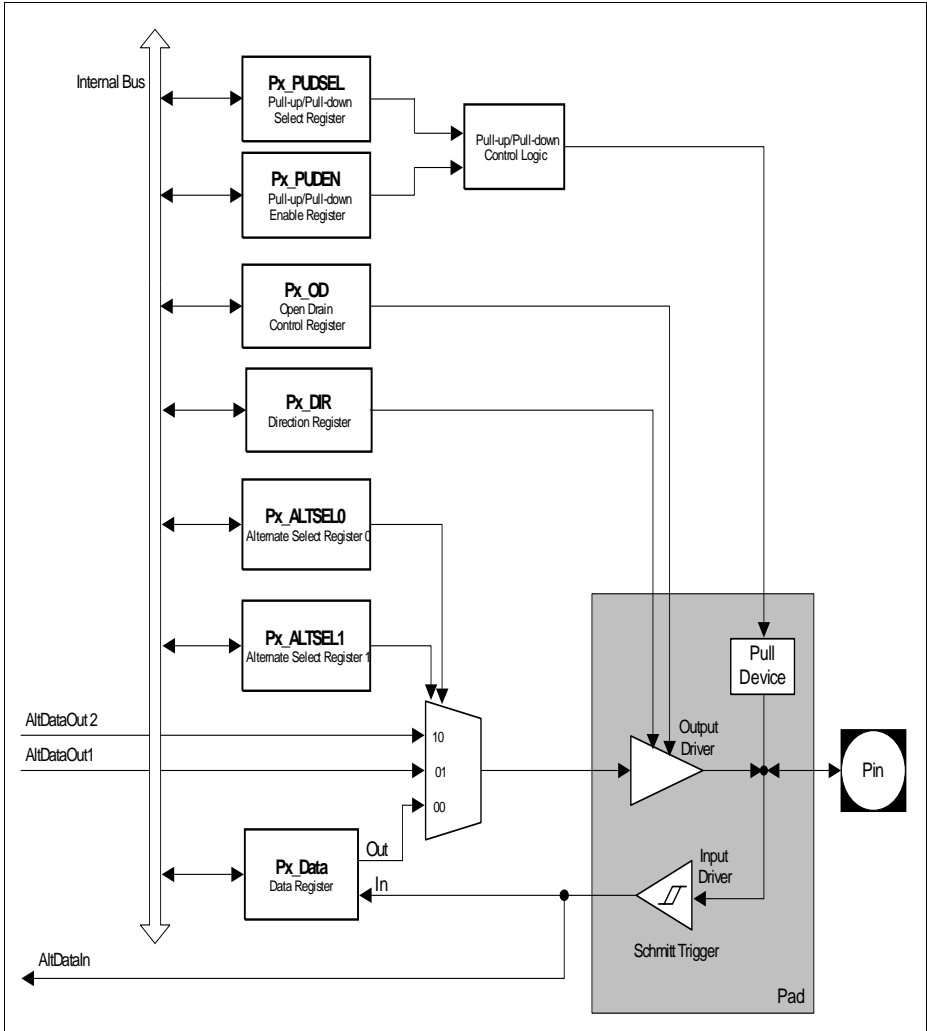 Internal Bus
Px_PUDSEL
Pull-up/Pull-down
Select Register
Pull-up/Pull-down
Control Logic
Px_PUDEN
Pull-up/Pull-down
Enable Register
Px_OD
Open Drain
Control Register
Px_DIR
Direction Register
Px_ALTSEL0
Alternate Select Register 0
Px_ALTSEL1
Alternate Select Register 1
Pull
Device
AltDataOut 2
10
Output
Driver
AltDataOut1
01
Pin
00
Out
Px_Data
Data Register
In
Input
Driver
Schmitt Trigger
AltDataIn
Pad